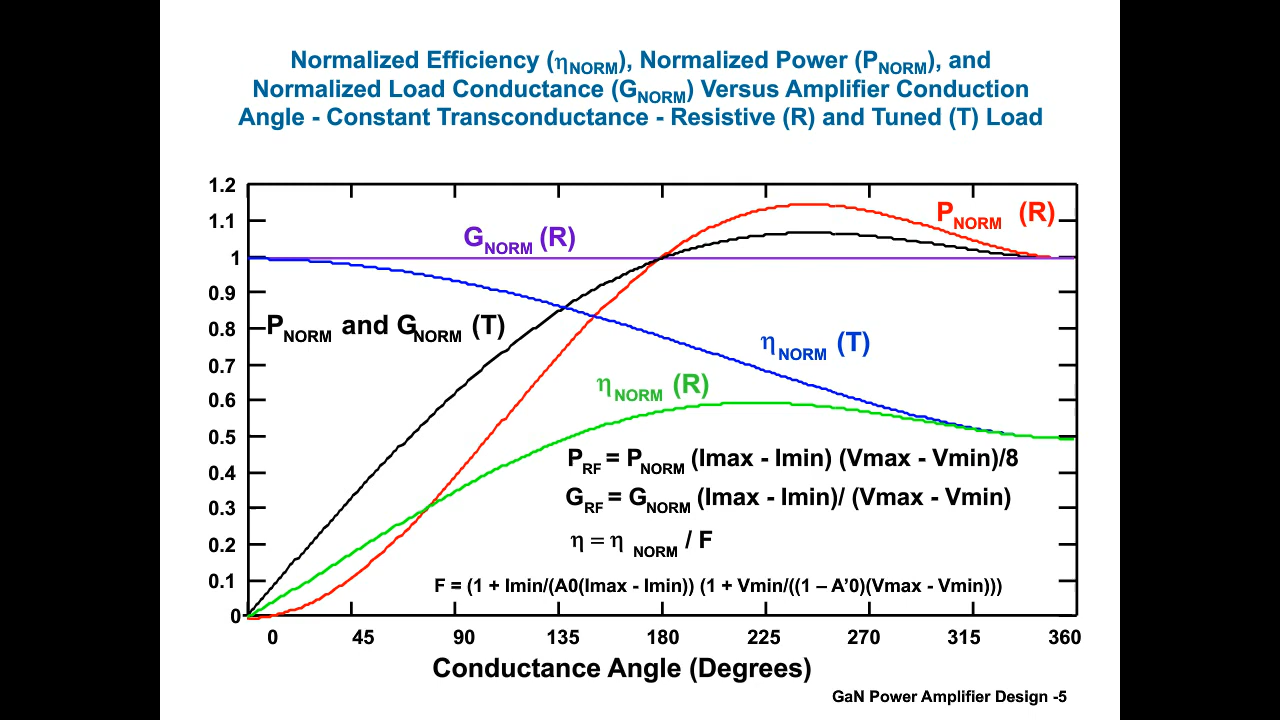 Normalized Efficiency (ηNORM), Normalized Power (PNORM), and
Normalized Load Conductance (GNORM) Versus Amplifier Conduction
Angle - Constant Transconductance - Resistive (R) and Tuned (T) Load
1.2
1.1
1
0.9
0.8
0.7
0.6
0.5
0.4
0.3
0.2
0.1
0
PNORM (R)
GNORM (R)
PNORM and GNORM (T)
ηNORM (T)
ηNORM (R)
PRF = PNORM (Imax - Imin) (Vmax - Vmin)/8
GRF = GNORM (Imax - Imin)/ (Vmax - Vmin)
η = η NORM / F
F = (1 + Imin/(A0(Imax - Imin)) (1 + Vmin/((1 – A’0)(Vmax - Vmin)))
0 45 90 135 180 225 270 315 360
Conductance Angle (Degrees)
GaN Power Amplifier Design -5